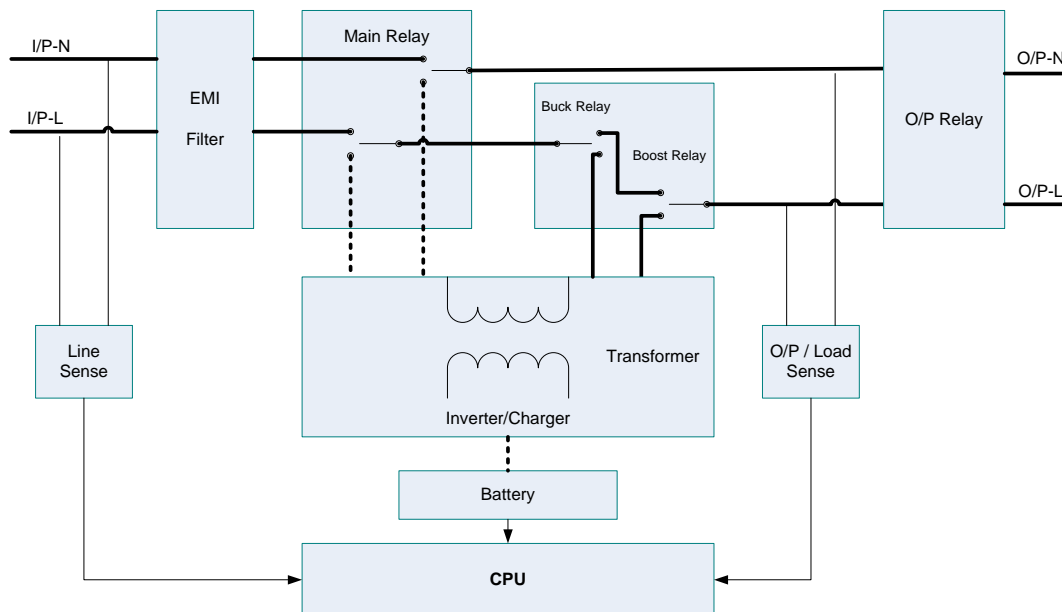 I/P-N
I/P-L
EMI
Filter
Main Relay
Buck Relay
Boost Relay
O/P Relay
O/P-N
O/P-L
Line
Sense
Transformer
Inverter/Charger
O/P / Load
Sense
Battery
CPU